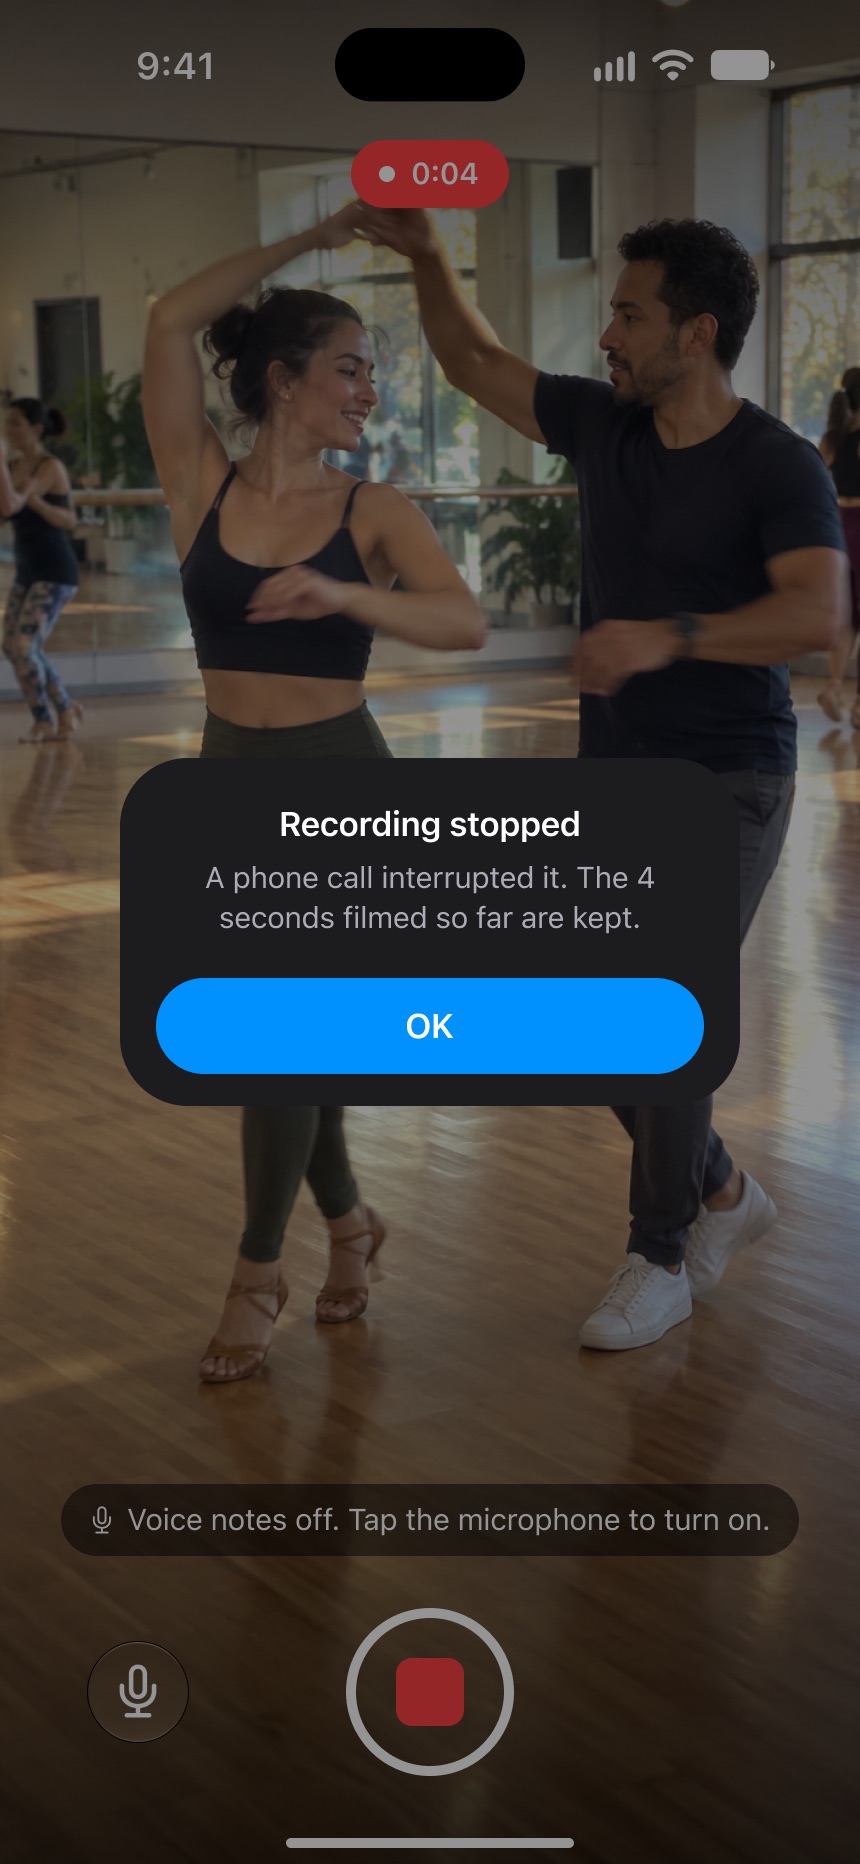 9:41
0:04
Recording stopped
A phone call interrupted it. The 4
seconds filmed so far are kept.
OK
Voice notes off. Tap the microphone to turn on.